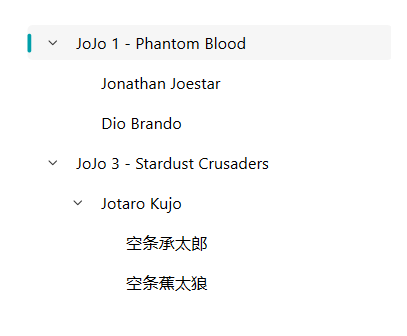 JoJo 1 - Phantom Blood
Jonathan Joestar
Dio Brando
JoJo 3 - Stardust Crusaders
Jotaro Kujo
空条承太郎
空条蕉太狼